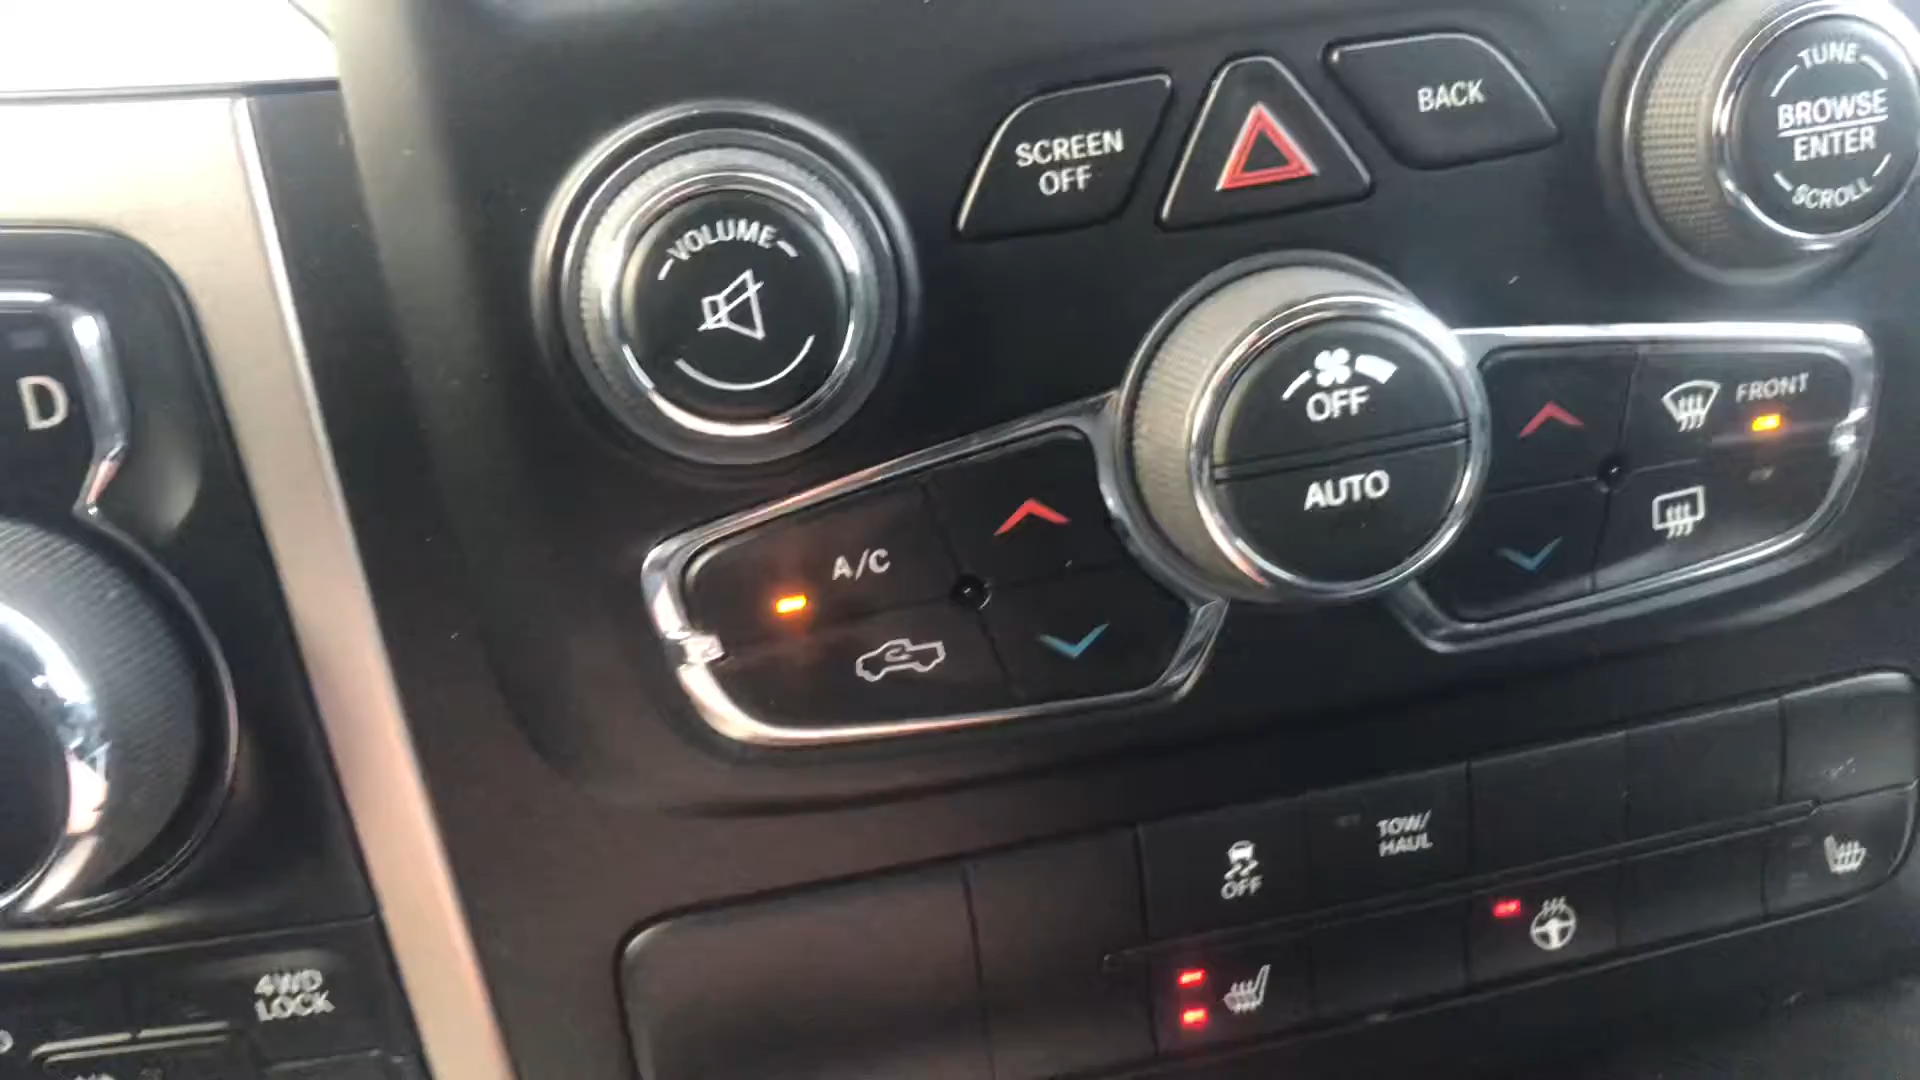 VOLUME
SCREEN
OFF
BACK
TUNE
BROWSE
ENTER
SCROLL
D
OFF
AUTO
FRONT
A/C
OFF
TOW/
HAUL
4WD
LOCK